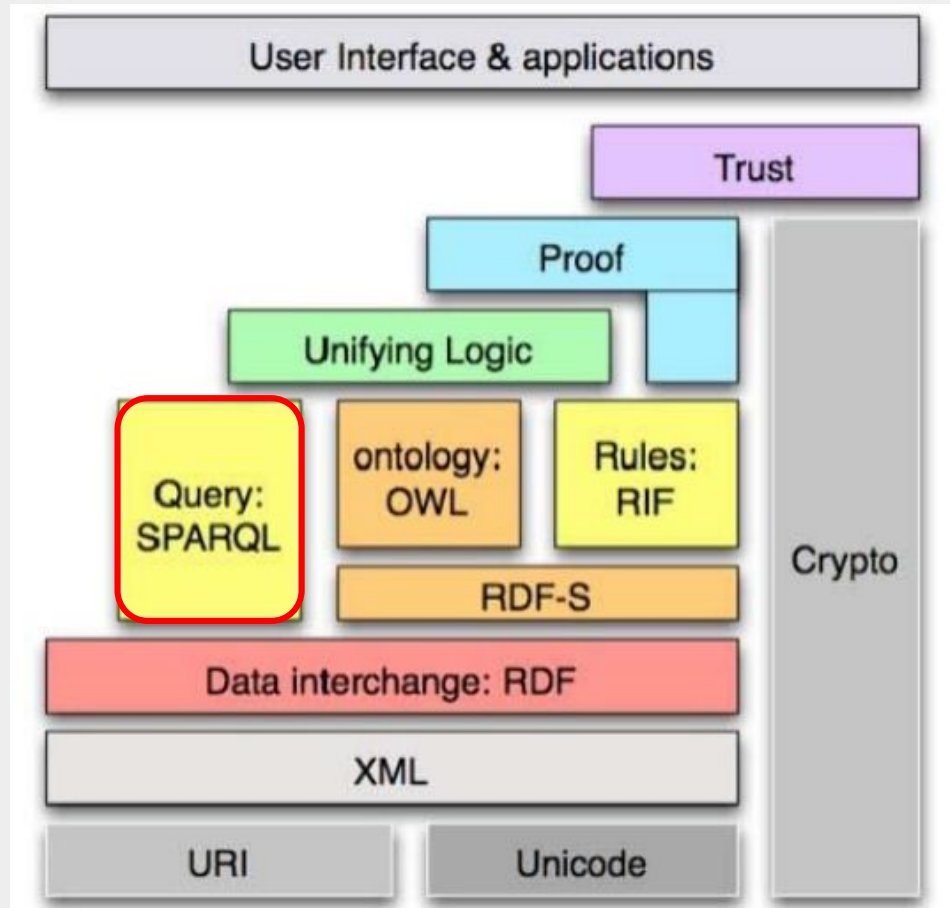 User Interface & applications
Trust
Proof
Unifying Logic
Query:
SPARQL
ontology:
OWL
Rules:
RIF
Crypto
RDF-S
Data interchange: RDF
XML
URI
Unicode